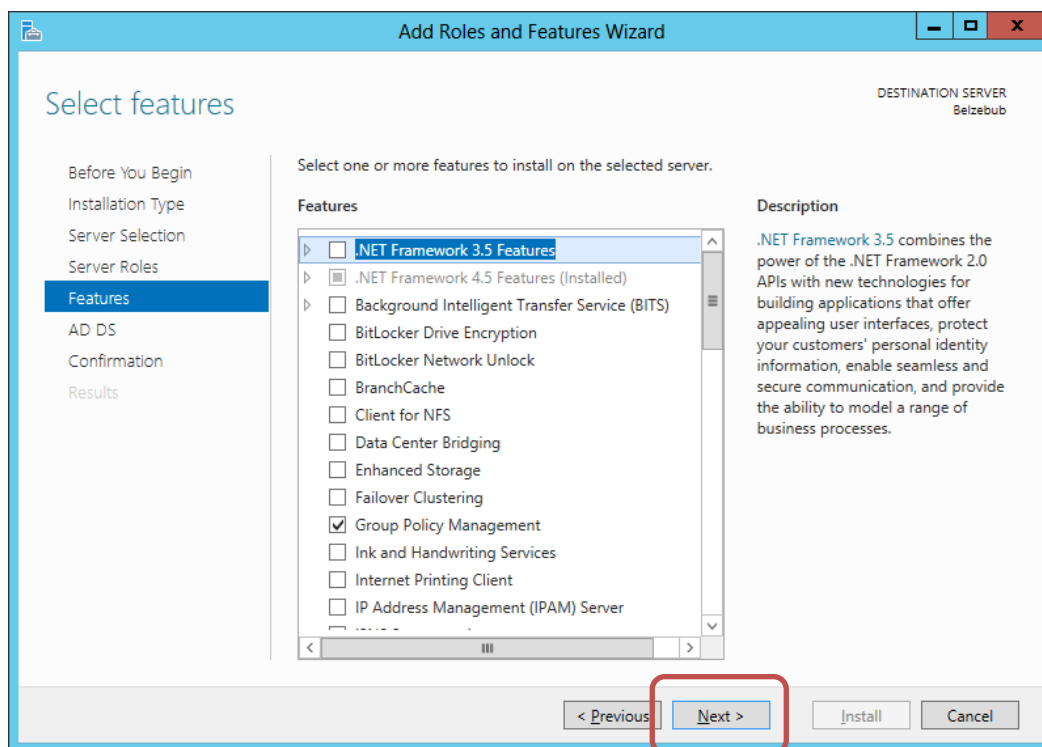 Add Roles and Features Wizard
Select features
DESTINATION SERVER
Belzebub
Before You Begin
Installation Type
Server Selection
Server Roles
Features
AD DS
Confirmation
Results
Select one or more features to install on the selected server.
Features
.NET Framework 3.5 Features
.NET Framework 4.5 Features (Installed)
Background Intelligent Transfer Service (BITS)
BitLocker Drive Encryption
BitLocker Network Unlock
BranchCache
Client for NFS
Data Center Bridging
Enhanced Storage
Failover Clustering
Group Policy Management
Ink and Handwriting Services
Internet Printing Client
IP Address Management (IPAM) Server
Description
.NET Framework 3.5 combines the
power of the .NET Framework 2.0
APIs with new technologies for
building applications that offer
appealing user interfaces, protect
your customers' personal identity
information, enable seamless and
secure communication, and provide
the ability to model a range of
business processes.
< Previous
Next >
Install
Cancel